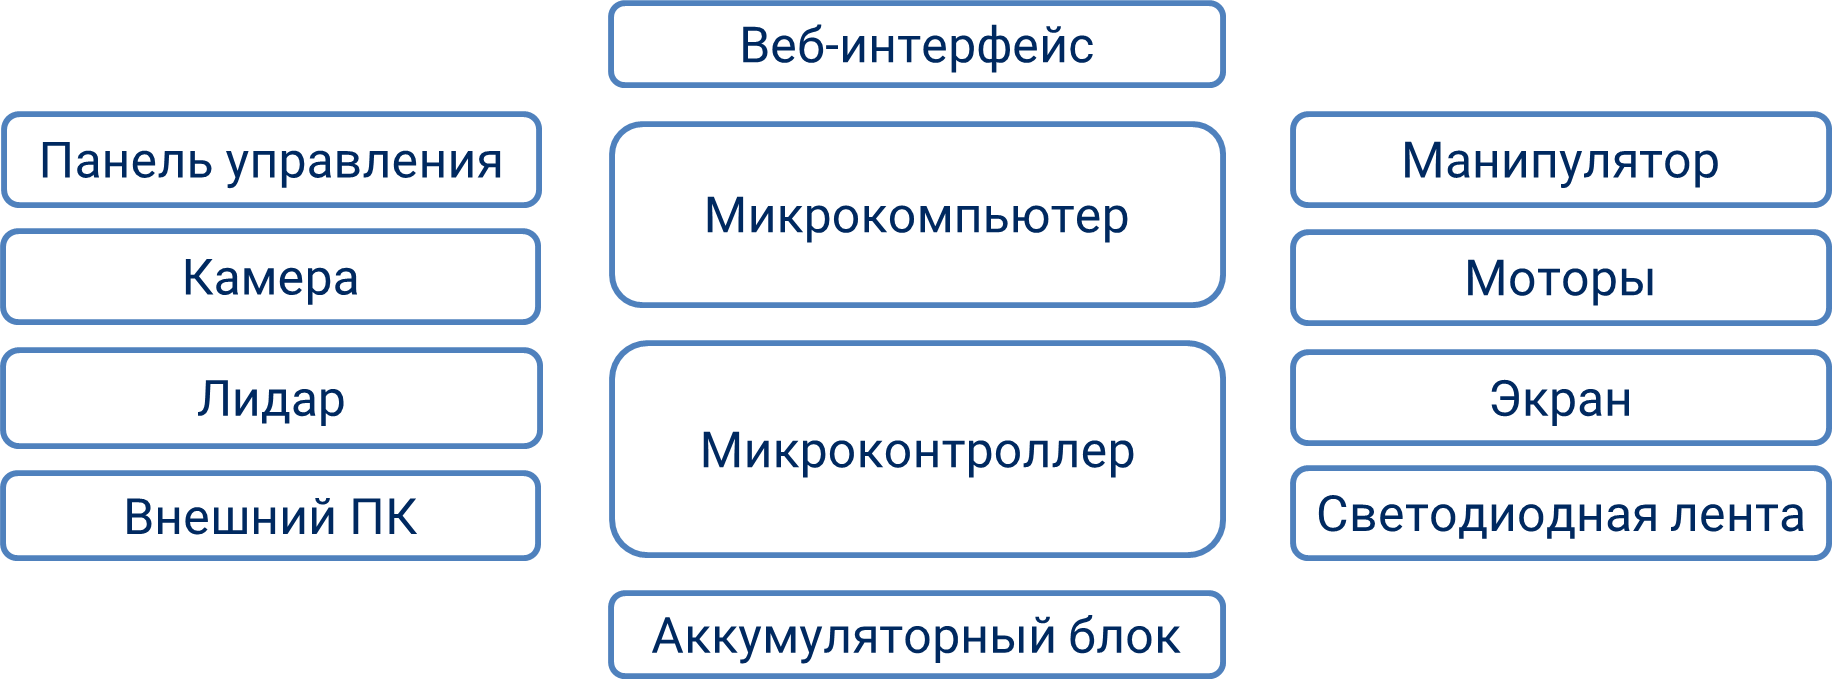 Веб-интерфейс
Панель управления
Камера
Лидар
Внешний ПК
Микрокомпьютер
Микроконтроллер
Аккумуляторный блок
Манипулятор
Моторы
Экран
Светодиодная лента